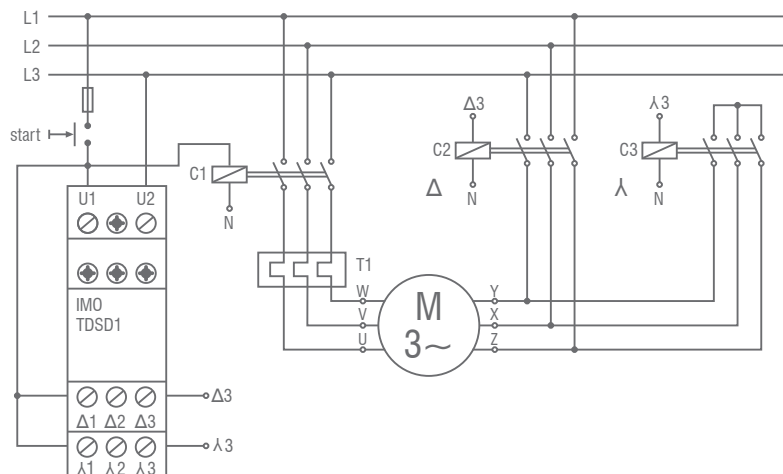 L1
L2
L3
start
U1 U2
IMO
TDSD1
Δ1 Δ2 Δ3
⅄1 ⅄2 ⅄3
Δ3
⅄3
C1
N
T1
W
V
U
M
3~
Y
X
Z
Δ3
C2
Δ
N
⅄3
C3
⅄
N